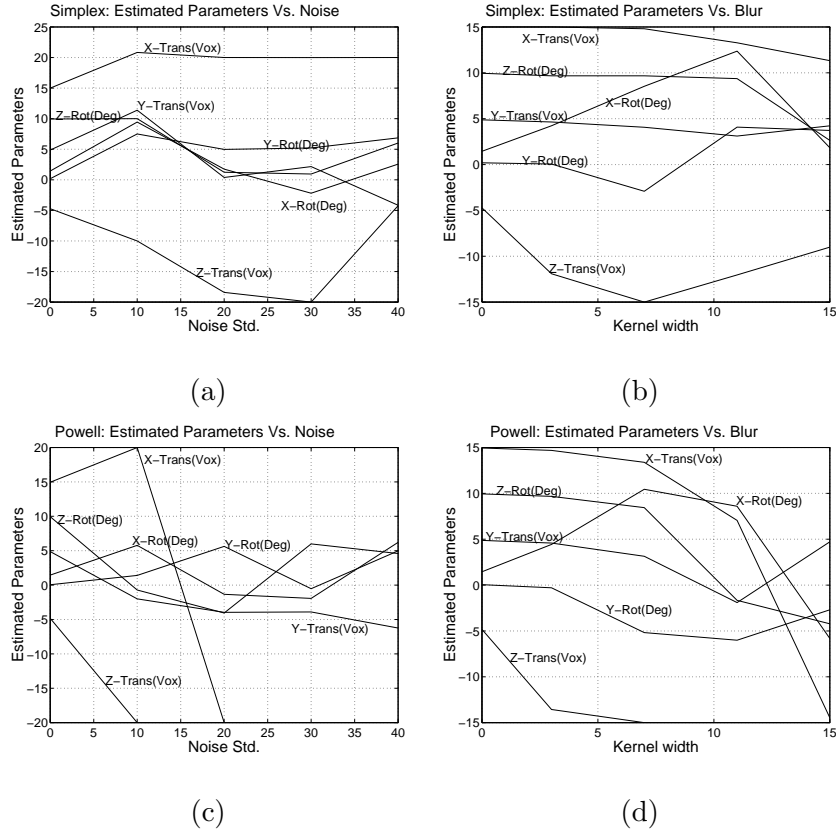 Simplex: Estimated Parameters Vs. Noise
25
20
15
10
5
0
−5
−10
−15
−20
Estimated Parameters
X−Trans(Vox)
Z−Rot(Deg)
Y−Trans(Vox)
Y−Rot(Deg)
X−Rot(Deg)
Z−Trans(Vox)
0 5 10 15 20 25 30 35 40
Noise Std.
(a)
Simplex: Estimated Parameters Vs. Blur
15
10
5
0
−5
−10
−15
Estimated Parameters
X−Trans(Vox)
Z−Rot(Deg)
X−Rot(Deg)
Y−Trans(Vox)
Y−Rot(Deg)
Z−Trans(Vox)
0 5 10 15
Kernel width
(b)
Powell: Estimated Parameters Vs. Noise
20
15
10
5
0
−5
−10
−15
−20
Estimated Parameters
X−Trans(Vox)
Z−Rot(Deg)
X−Rot(Deg)
Y−Rot(Deg)
Y−Trans(Vox)
Z−Trans(Vox)
0 5 10 15 20 25 30 35 40
Noise Std.
(c)
Powell: Estimated Parameters Vs. Blur
15
10
5
0
−5
−10
−15
Estimated Parameters
X−Trans(Vox)
Z−Rot(Deg)
X−Rot(Deg)
Y−Trans(Vox)
Y−Rot(Deg)
Z−Trans(Vox)
0 5 10 15
Kernel width
(d)